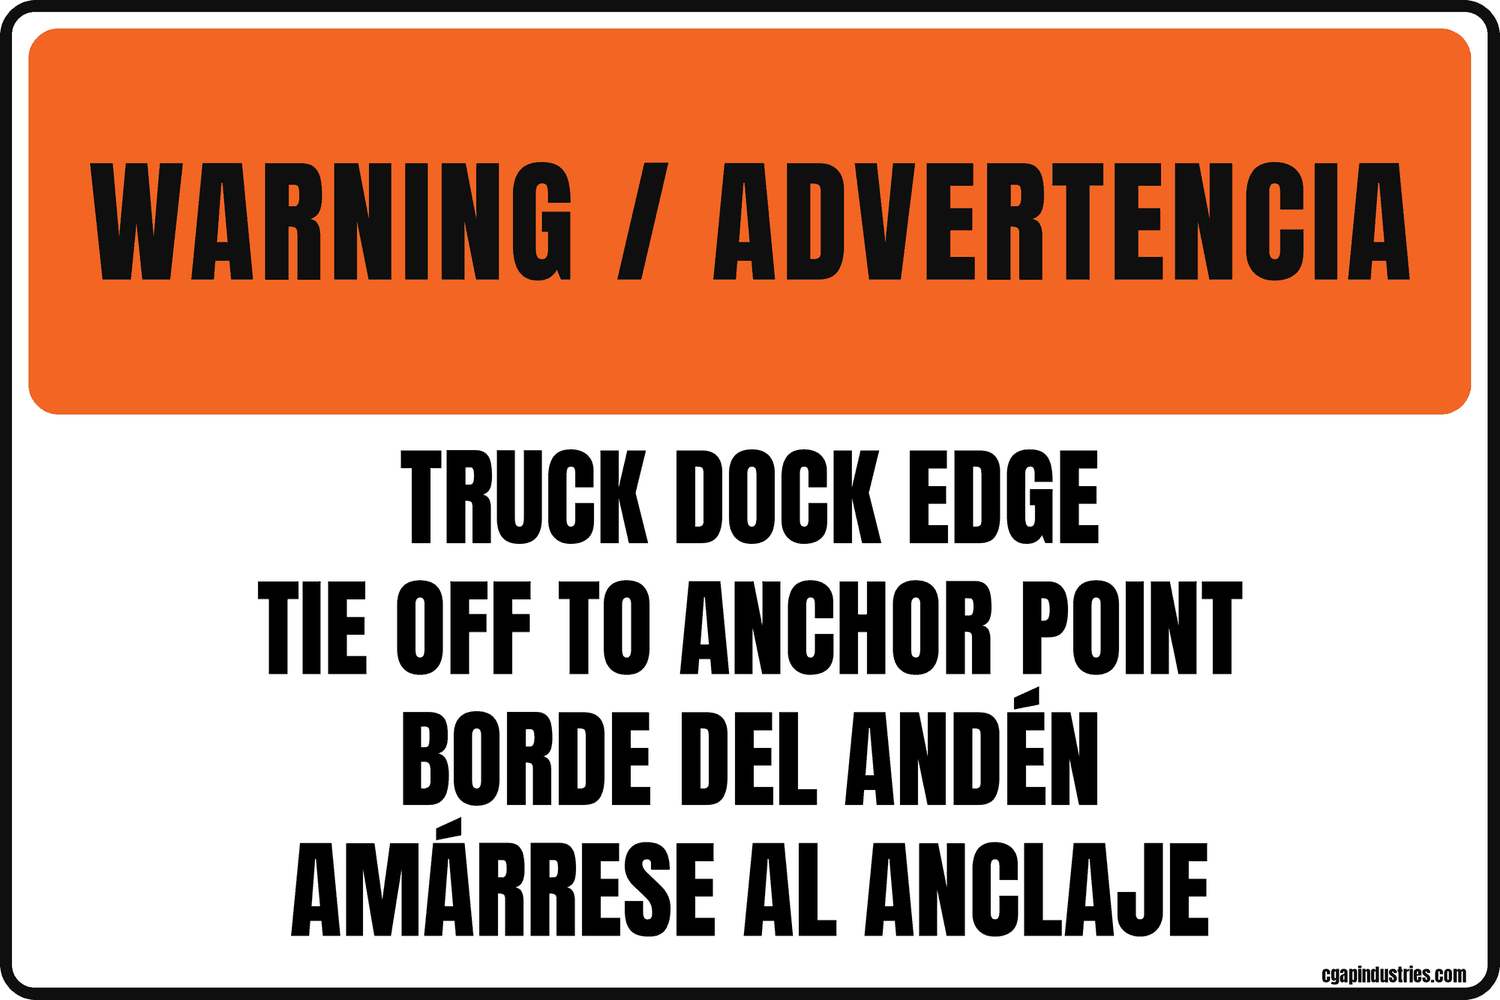 WARNING / ADVERTENCIA
TRUCK DOCK EDGE
TIE OFF TO ANCHOR POINT
BORDE DEL ANDÉN
AMÁRRESE AL ANCLAJE
cgapindustries.com